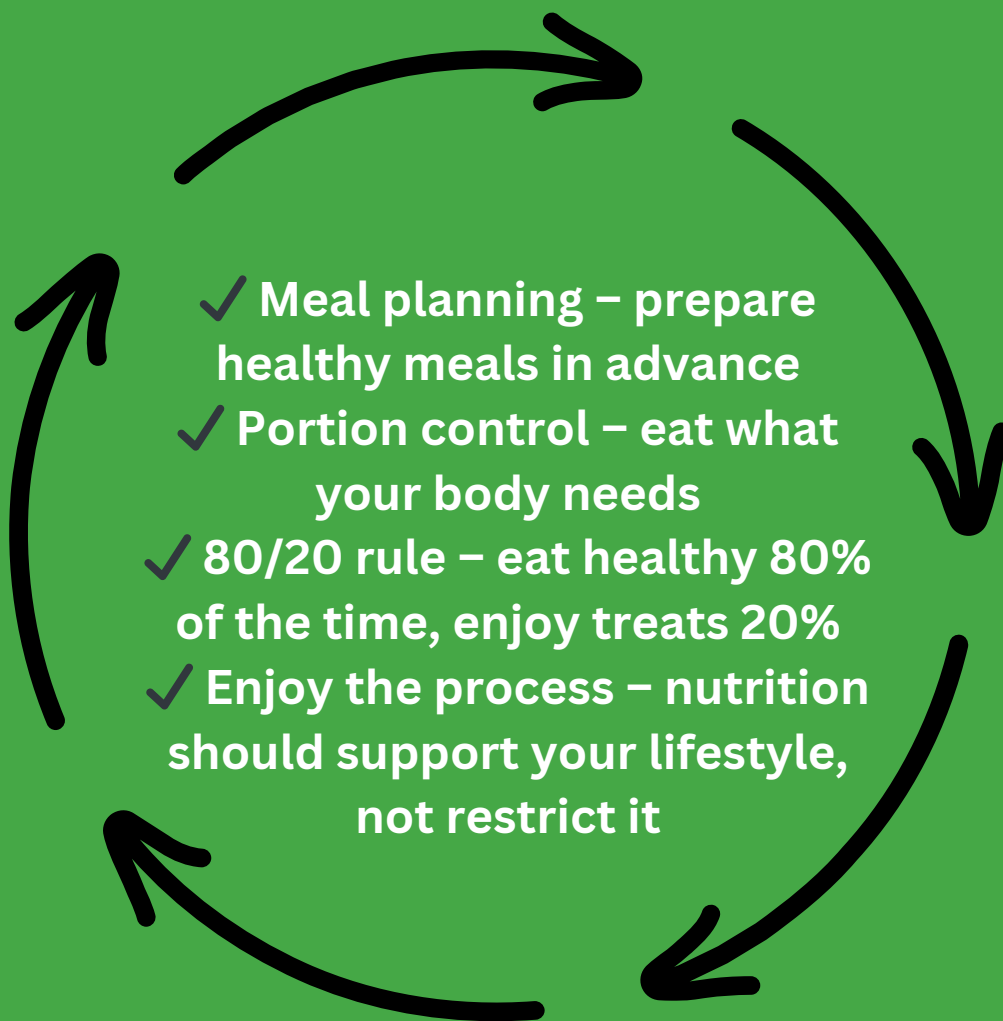 ✓ Meal planning – prepare
healthy meals in advance
✓ Portion control – eat what
your body needs
✓ 80/20 rule – eat healthy 80%
of the time, enjoy treats 20%
✓ Enjoy the process – nutrition
should support your lifestyle,
not restrict it